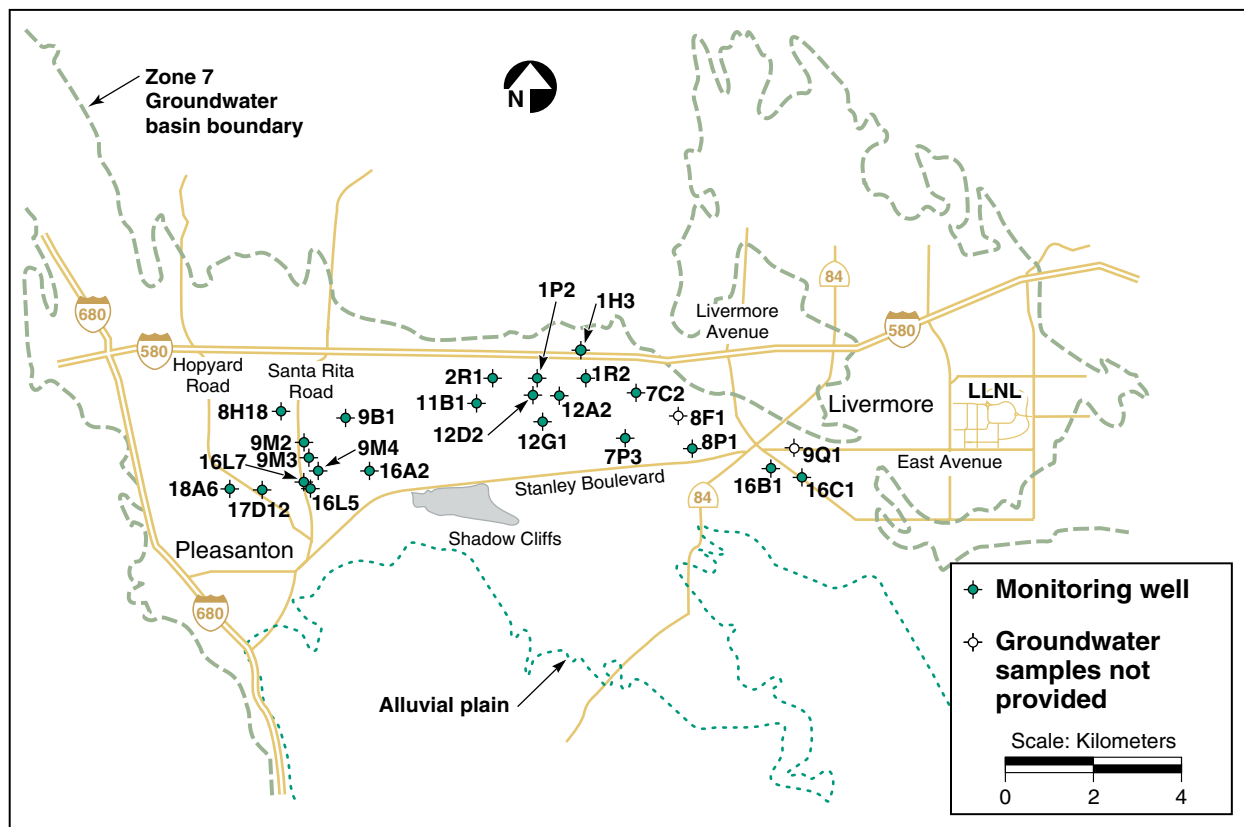 Zone 7
Groundwater
basin boundary
N
680
580
Hopyard
Road
Santa Rita
Road
1P2
1H3
Livermore
Avenue
84
580
2R1
1R2
7C2
11B1
12A2
12D2
12G1
8F1
7P3
8P1
Livermore
LLNL
8H18
9B1
9M2
9M3
9M4
16L7
16A2
18A6
17D12
16L5
9Q1
East Avenue
16B1
16C1
Stanley Boulevard
84
Shadow Cliffs
Pleasanton
680
Alluvial plain
Monitoring well
Groundwater
samples not
provided
Scale: Kilometers
0 2 4